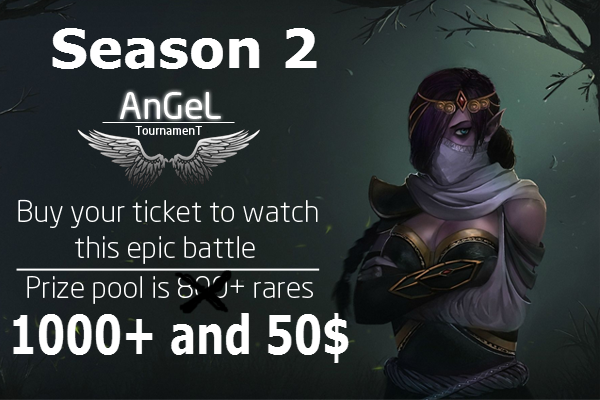 Season 2
AnGeL
TournamenT
Buy your ticket to watch
this epic battle
Prize pool is 800+ rares
1000+ and 50$